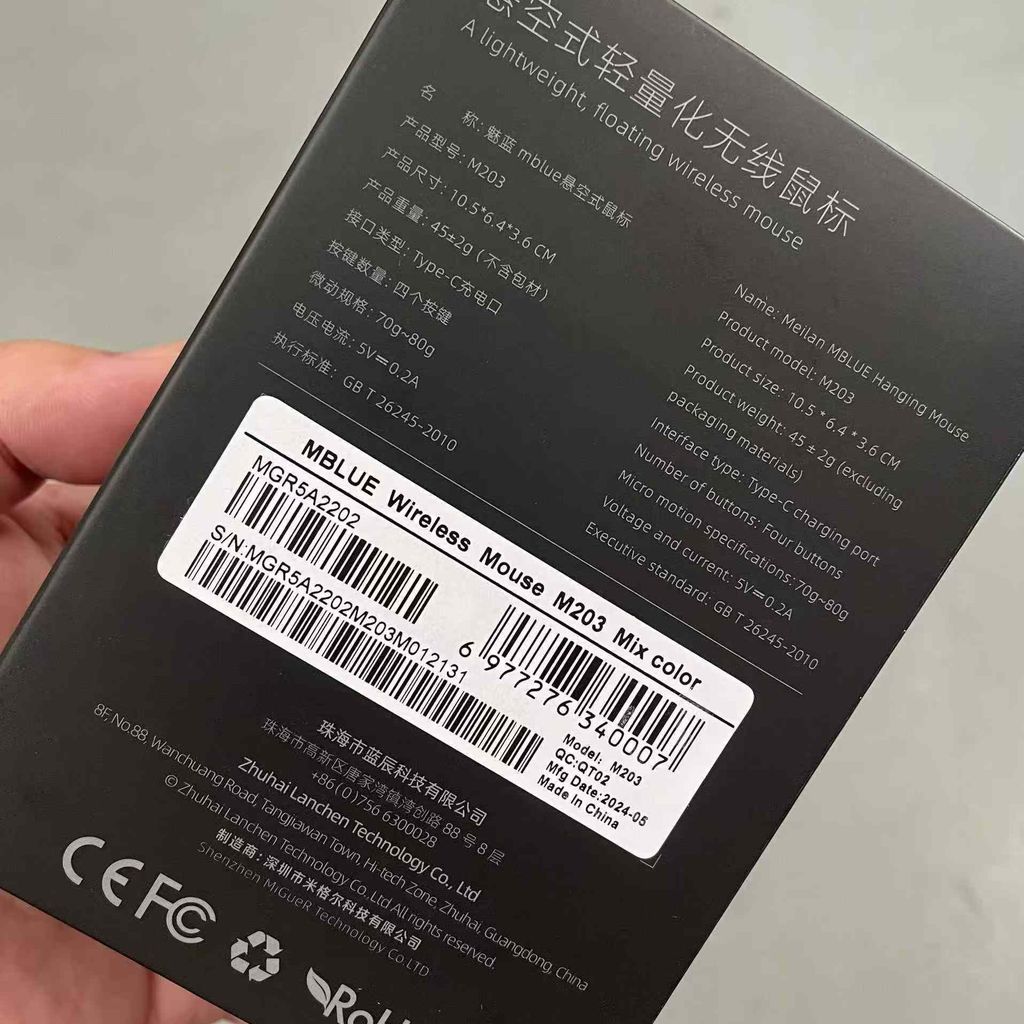 悬空式轻量化无线鼠标
A lightweight, floating wireless mouse
名 称: 魅蓝 mblue悬空式鼠标
产品型号: M203
产品尺寸: 10.5*6.4*3.6 CM
产品重量: 45±2g (不含包材)
接口类型: Type-C充电口
按键数量: 四个按键
微动规格: 70g~80g
电压电流: 5V⎓0.2A
执行标准: GB T 26245-2010
Name: Meilan MBLUE Hanging Mouse
Product model: M203
Product size: 10.5 * 6.4 * 3.6 CM
Product weight: 45 ± 2g (excluding
packaging materials)
Interface type: Type-C charging port
Number of buttons: Four buttons
Micro motion specifications: 70g~80g
Voltage and current: 5V⎓0.2A
Executive standard: GB T 26245-2010
MBLUE Wireless Mouse M203 Mix color
MGR5A2202
S/N:MGR5A2202M203M012131
6 977276 340007
Model: M203
QC:QT02
Mfg Date:2024-05
Made In China
珠海市蓝辰科技有限公司
珠海市高新区唐家湾镇湾创路 88 号 8 层
+86 (0)756 6300028
Zhuhai Lanchen Technology Co., Ltd
8F, No.88, Wanchuang Road, Tangjiawan Town, Hi-tech Zone, Zhuhai, Guangdong, China
© Zhuhai Lanchen Technology Co., Ltd All rights reserved.
制造商: 深圳市米格尔科技有限公司
Shenzhen MiGueR Technology Co.LTD
CE FC